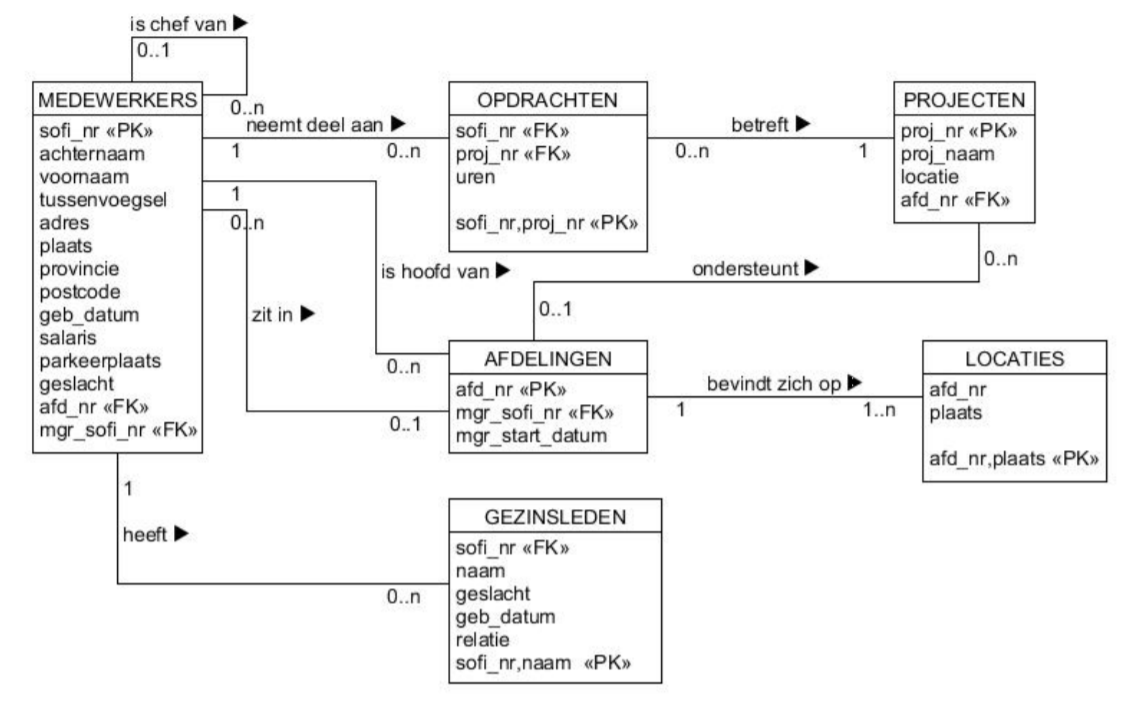 is chef van ▶
0..1
0..n
MEDEWERKERS
sofi_nr «PK»
achternaam
voornaam
tussenvoegsel
adres
plaats
provincie
postcode
geb_datum
salaris
parkeerplaats
geslacht
afd_nr «FK»
mgr_sofi_nr «FK»
neemt deel aan ▶
1
0..n
OPDRACHTEN
sofi_nr «FK»
proj_nr «FK»
uren
sofi_nr,proj_nr «PK»
betreft ▶
0..n
1
PROJECTEN
proj_nr «PK»
proj_naam
locatie
afd_nr «FK»
1
0..n
is hoofd van ▶
0..n
zit in ▶
0..1
ondersteunt ▶
0..n
0..1
AFDELINGEN
afd_nr «PK»
mgr_sofi_nr «FK»
mgr_start_datum
bevindt zich op ▶
1
1..n
LOCATIES
afd_nr
plaats
afd_nr,plaats «PK»
1
heeft ▶
0..n
GEZINSLEDEN
sofi_nr «FK»
naam
geslacht
geb_datum
relatie
sofi_nr,naam «PK»